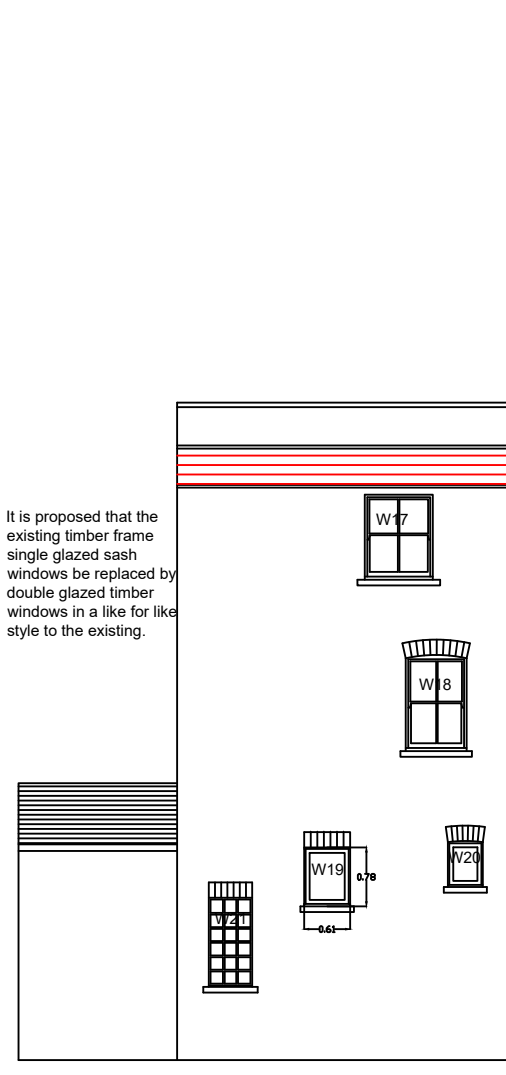 It is proposed that the
existing timber frame
single glazed sash
windows be replaced by
double glazed timber
windows in a like for like
style to the existing.
W17
W18
W19
0.78
0.61
W20
W21